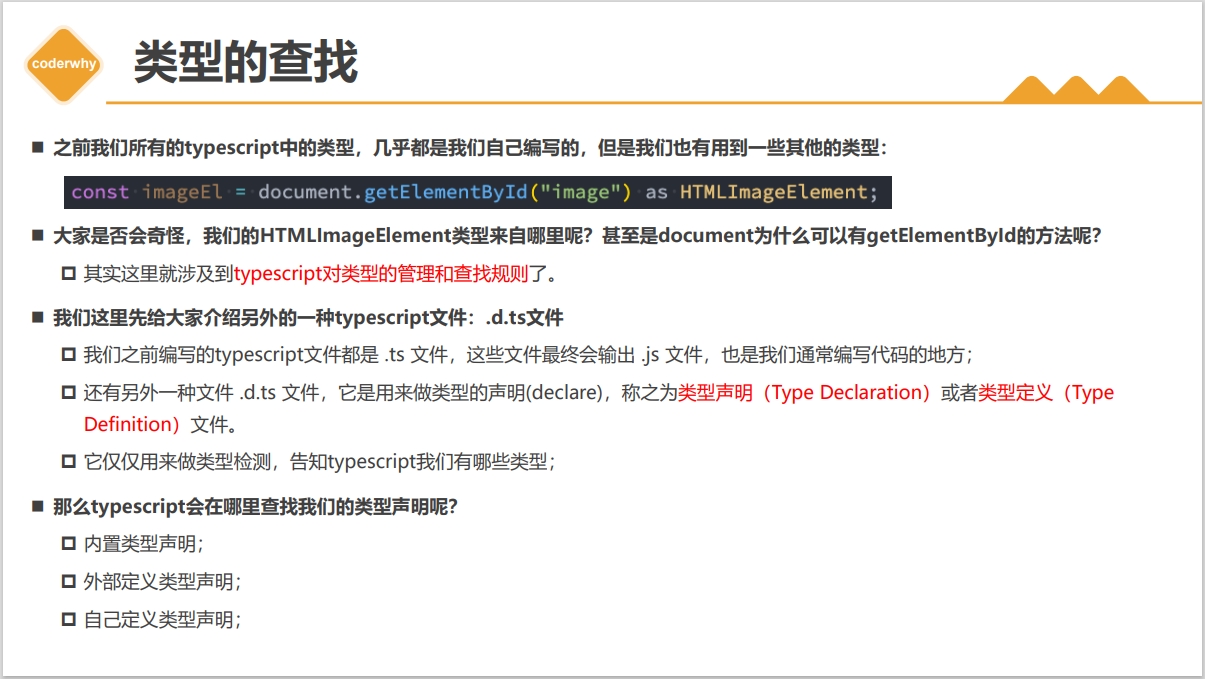 coderwhy
类型的查找
之前我们所有的typescript中的类型，几乎都是我们自己编写的，但是我们也有用到一些其他的类型：
const imageEl = document.getElementById("image") as HTMLImageElement;
大家是否会奇怪，我们的HTMLImageElement类型来自哪里呢？甚至是document为什么可以有getElementById的方法呢？
其实这里就涉及到typescript对类型的管理和查找规则了。
我们这里先给大家介绍另外的一种typescript文件：.d.ts文件
我们之前编写的typescript文件都是 .ts 文件，这些文件最终会输出 .js 文件，也是我们通常编写代码的地方；
还有另外一种文件 .d.ts 文件，它是用来做类型的声明(declare)，称之为类型声明（Type Declaration）或者类型定义（Type
Definition）文件。
它仅仅用来做类型检测，告知typescript我们有哪些类型；
那么typescript会在哪里查找我们的类型声明呢？
内置类型声明；
外部定义类型声明；
自己定义类型声明；